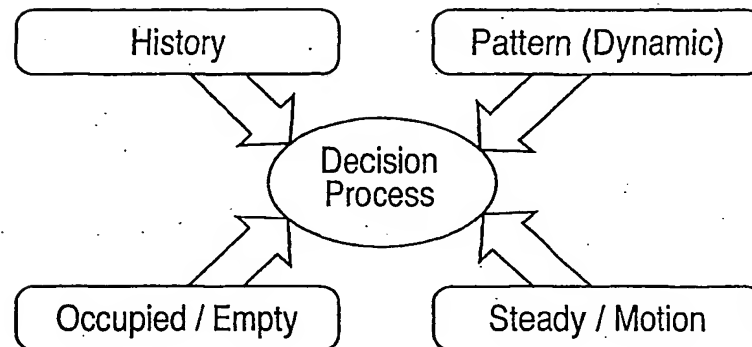 History
Pattern (Dynamic)
Decision
Process
Occupied / Empty
Steady / Motion